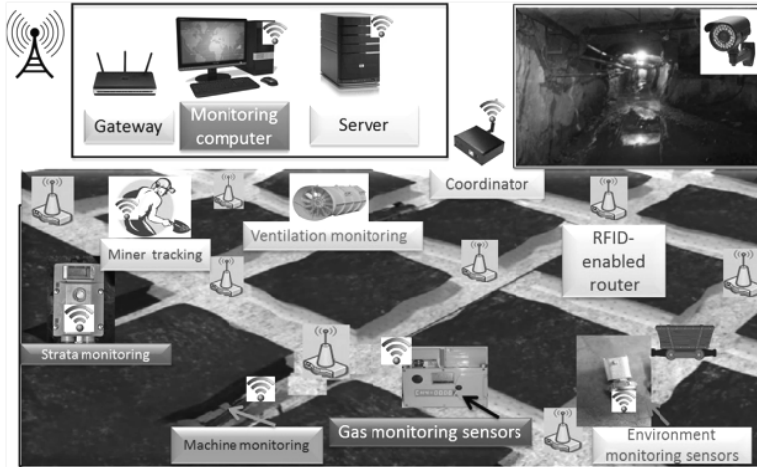 Gateway
Monitoring
computer
Server
Coordinator
Miner tracking
Ventilation monitoring
RFID-
enabled
router
Strata monitoring
Machine monitoring
Gas monitoring sensors
Environment
monitoring sensors